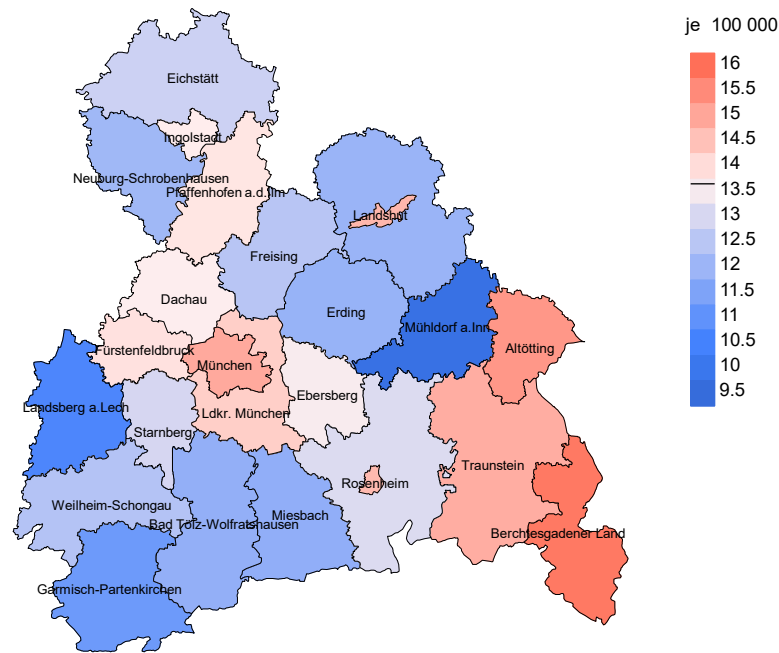 je 100 000
16
15.5
15
14.5
14
13.5
13
12.5
12
11.5
11
10.5
10
9.5
Eichstätt
Ingolstadt
Neuburg-Schrobenhausen
Pfaffenhofen a.d.Ilm
Landshut
Freising
Dachau
Erding
Mühldorf a.Inn
Altötting
Fürstenfeldbruck
München
Ebersberg
Landsberg a.Lech
Ldkr. München
Starnberg
Traunstein
Rosenheim
Weilheim-Schongau
Miesbach
Bad Tölz-Wolfratshausen
Berchtesgadener Land
Garmisch-Partenkirchen